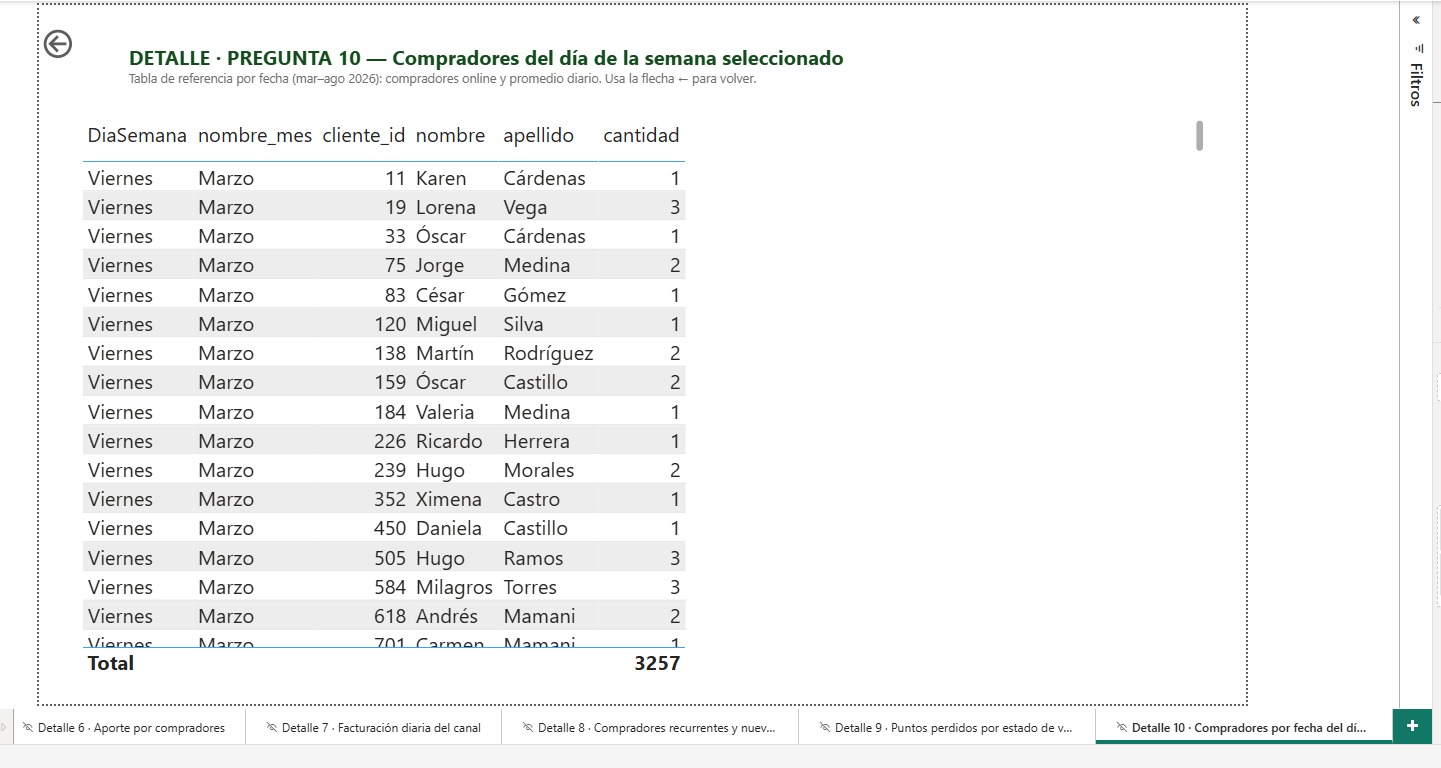 DETALLE · PREGUNTA 10 — Compradores del día de la semana seleccionado
Tabla de referencia por fecha (mar–ago 2026): compradores online y promedio diario. Usa la flecha ← para volver.
Filtros
DiaSemana nombre_mes cliente_id nombre apellido cantidad
Viernes Marzo 11 Karen Cárdenas 1
Viernes Marzo 19 Lorena Vega 3
Viernes Marzo 33 Óscar Cárdenas 1
Viernes Marzo 75 Jorge Medina 2
Viernes Marzo 83 César Gómez 1
Viernes Marzo 120 Miguel Silva 1
Viernes Marzo 138 Martín Rodríguez 2
Viernes Marzo 159 Óscar Castillo 2
Viernes Marzo 184 Valeria Medina 1
Viernes Marzo 226 Ricardo Herrera 1
Viernes Marzo 239 Hugo Morales 2
Viernes Marzo 352 Ximena Castro 1
Viernes Marzo 450 Daniela Castillo 1
Viernes Marzo 505 Hugo Ramos 3
Viernes Marzo 584 Milagros Torres 3
Viernes Marzo 618 Andrés Mamani 2
Viernes Marzo 701 Carmen Mamani 1
Total 3257
Detalle 6 · Aporte por compradores
Detalle 7 · Facturación diaria del canal
Detalle 8 · Compradores recurrentes y nuev...
Detalle 9 · Puntos perdidos por estado de v...
Detalle 10 · Compradores por fecha del dí...